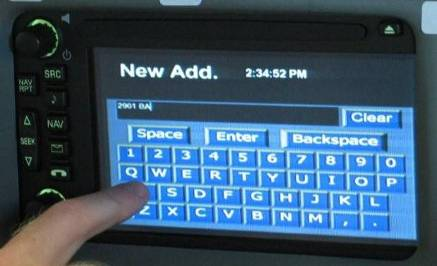 NAV
RPT
SRC
SEEK
NAV
New Add. 2:34:52 PM
2901 BA
Clear
Space Enter Backspace
1 2 3 4 5 6 7 8 9 0
Q W E R T Y U I O P
S D F G H J K L
Z X C V B N M , .